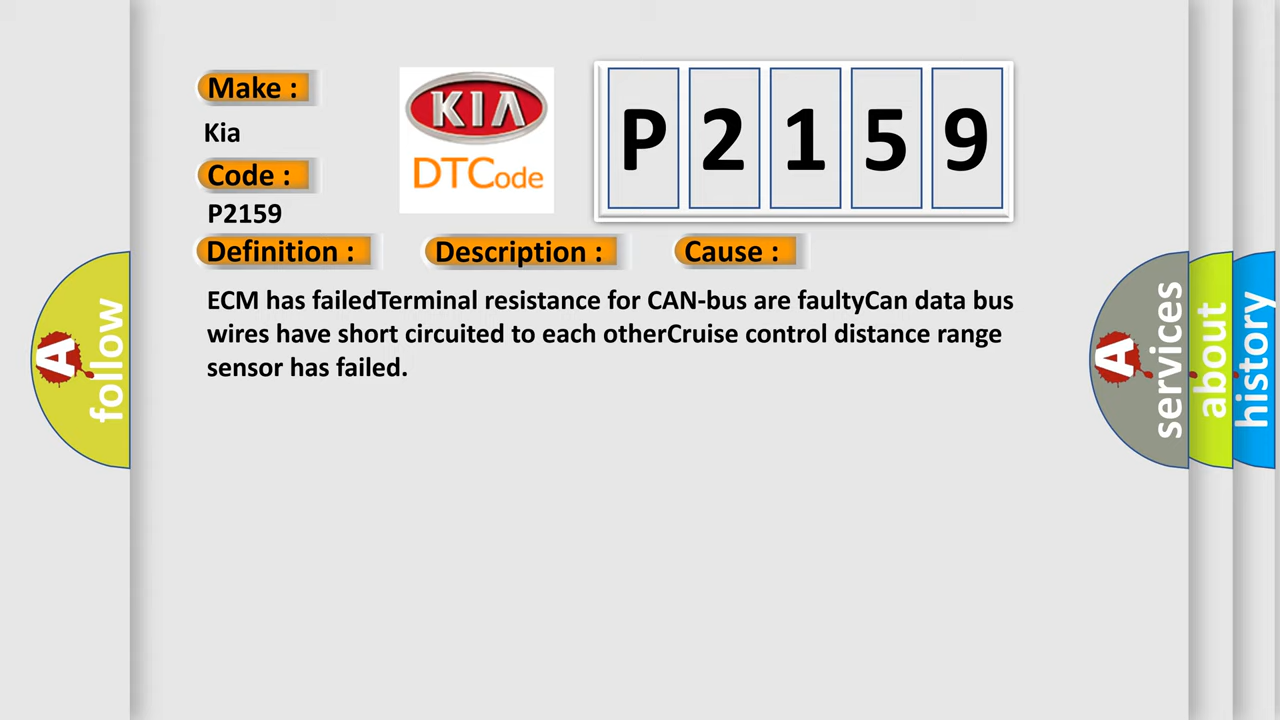 Make :
Kia
Code :
P2159
KIA
DTCode
P 2 1 5 9
Definition :
Description :
Cause :
ECM has failedTerminal resistance for CAN-bus are faultyCan data bus
wires have short circuited to each otherCruise control distance range
sensor has failed.
A follow
A services
about
history